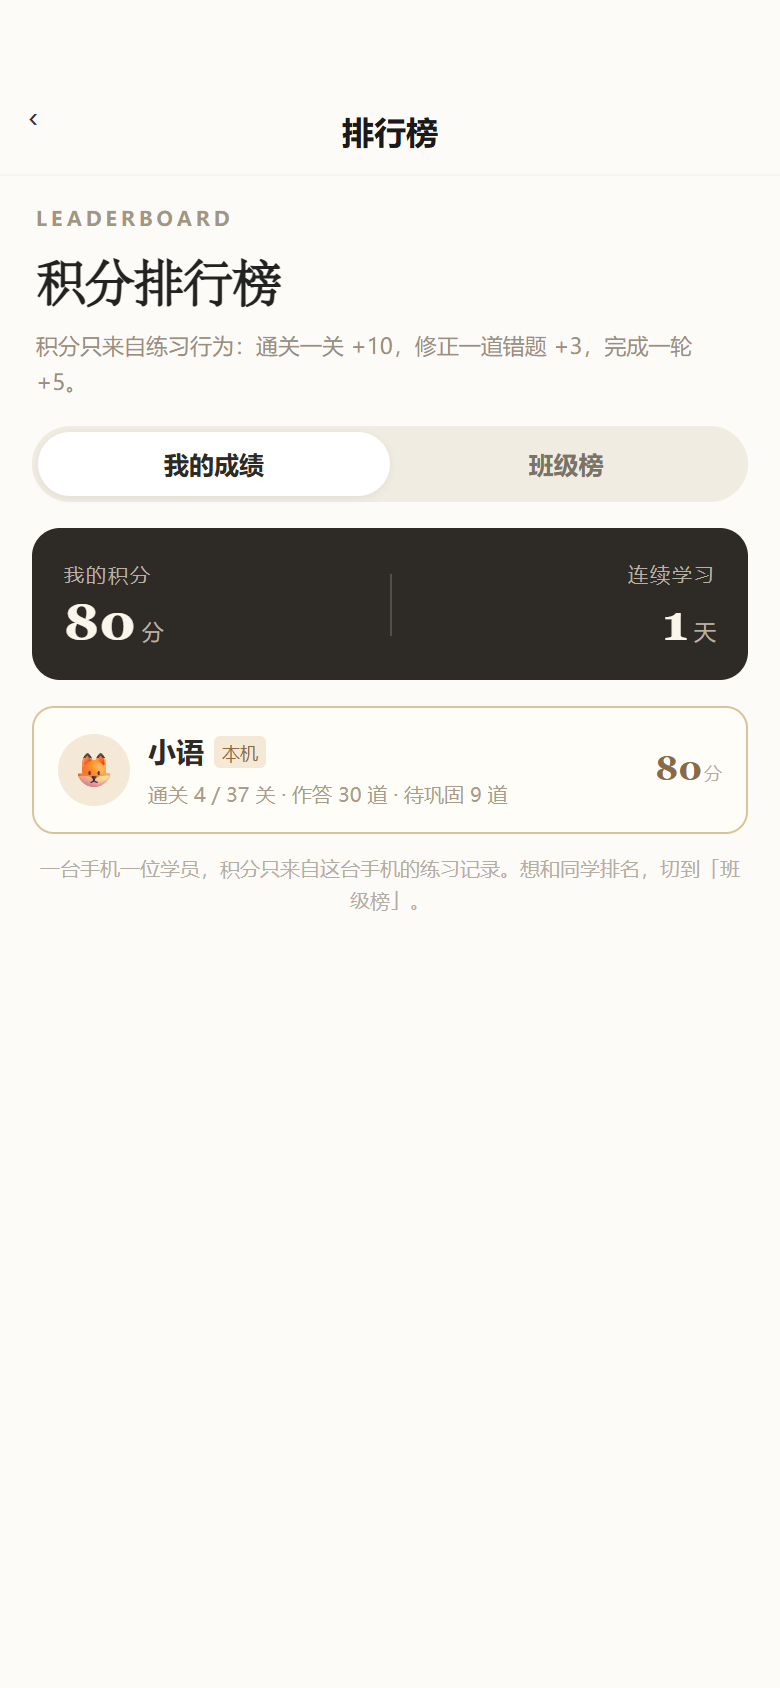 ‹
排行榜
LEADERBOARD
积分排行榜
积分只来自练习行为：通关一关 +10，修正一道错题 +3，完成一轮
+5。
我的成绩 班级榜
我的积分 连续学习
80 分 1 天
小语 本机
80分
通关 4 / 37 关 · 作答 30 道 · 待巩固 9 道
一台手机一位学员，积分只来自这台手机的练习记录。想和同学排名，切到「班
级榜」。